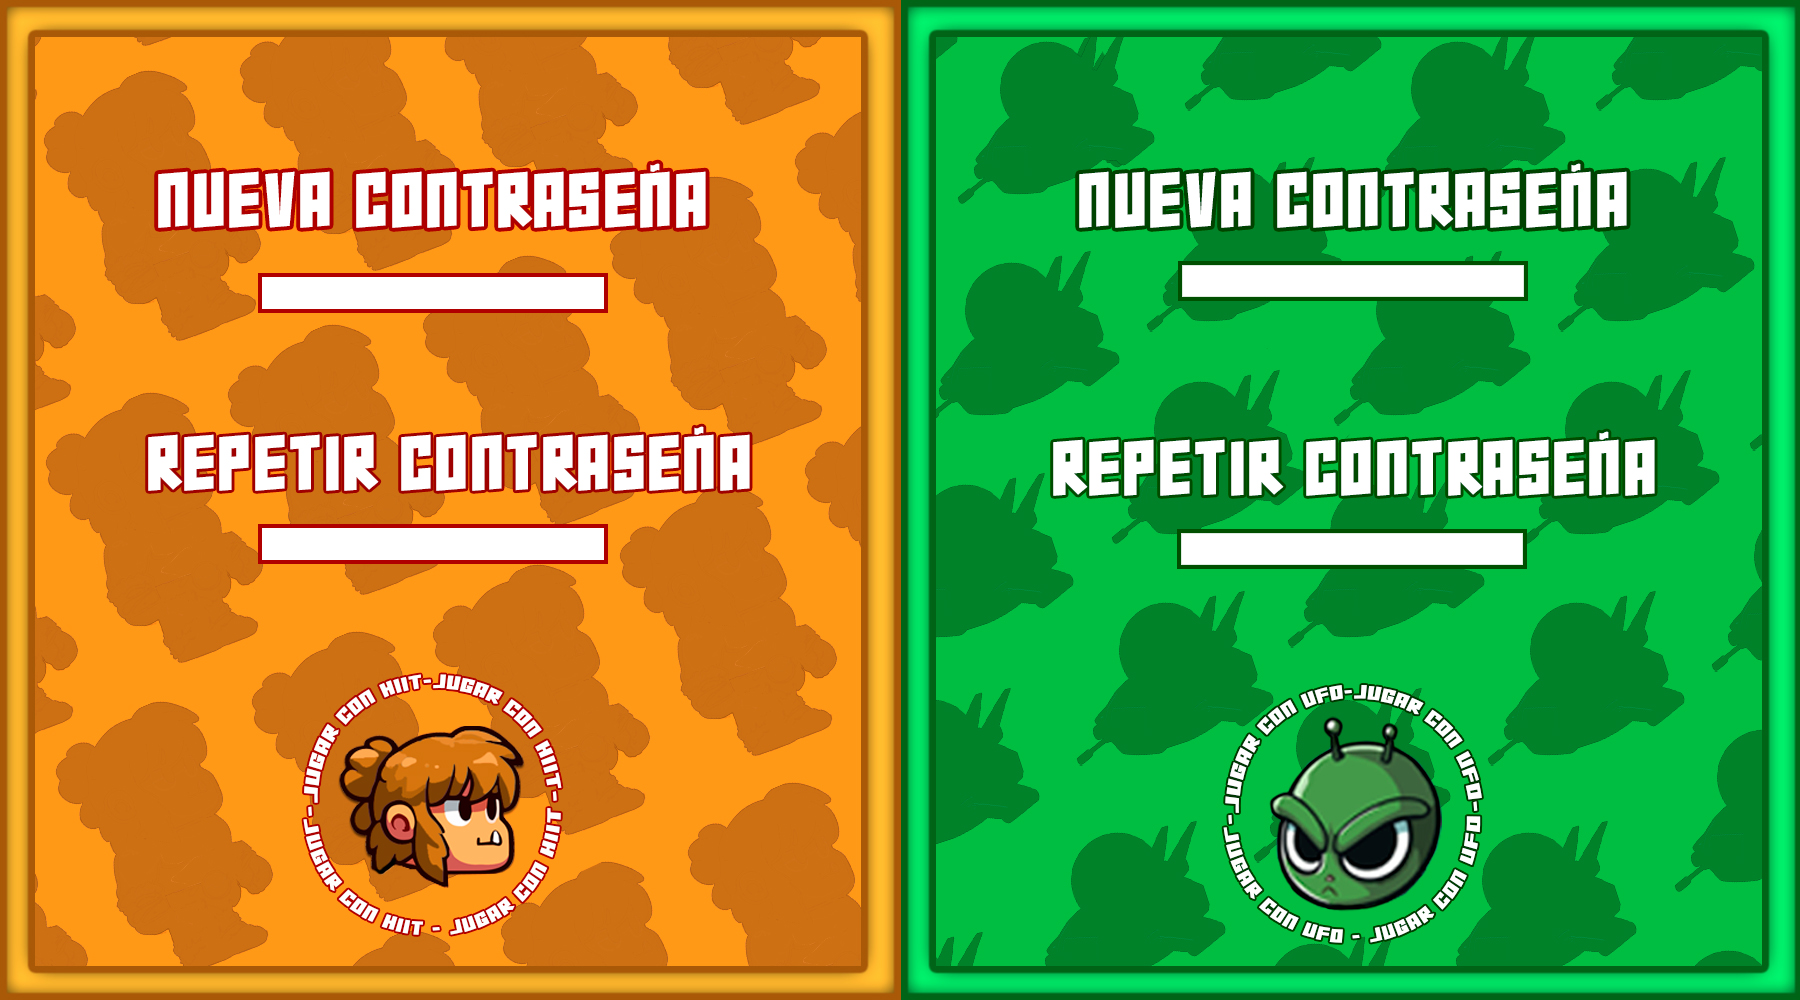 NUEVA CONTRASEÑA
REPETIR CONTRASEÑA
JUGAR CON HIIT-JUGAR CON HIIT-
JUGAR CON HIIT - JUGAR CON HIIT
NUEVA CONTRASEÑA
REPETIR CONTRASEÑA
JUGAR CON UFO-JUGAR CON UFO-
JUGAR CON UFO - JUGAR CON UFO